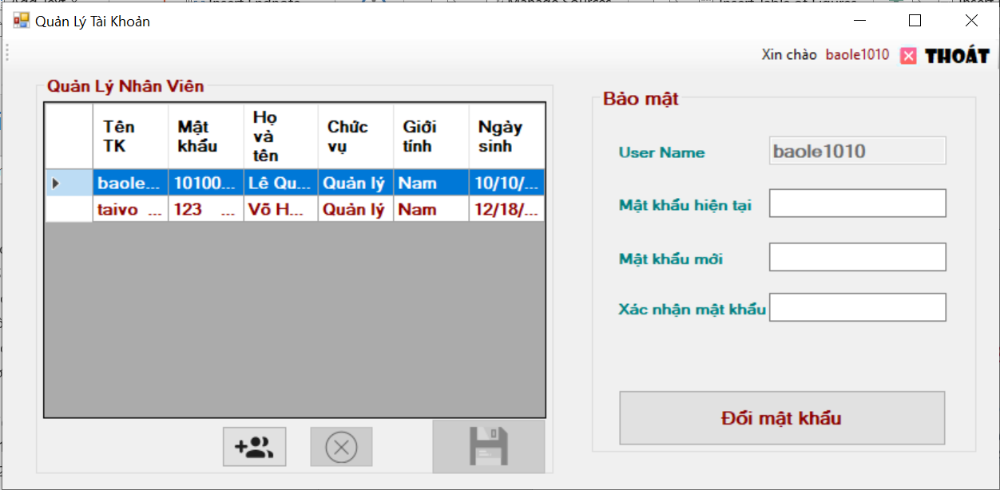 Quản Lý Tài Khoản
Xin chào baole1010 THOÁT
Quản Lý Nhân Viên
Tên TK Mật khẩu Họ và tên Chức vụ Giới tính Ngày sinh
baole... 10100... Lê Qu... Quản lý Nam 10/10/...
taivo ... 123 ... Võ H... Quản lý Nam 12/18/...
Bảo mật
User Name baole1010
Mật khẩu hiện tại
Mật khẩu mới
Xác nhận mật khẩu
Đổi mật khẩu